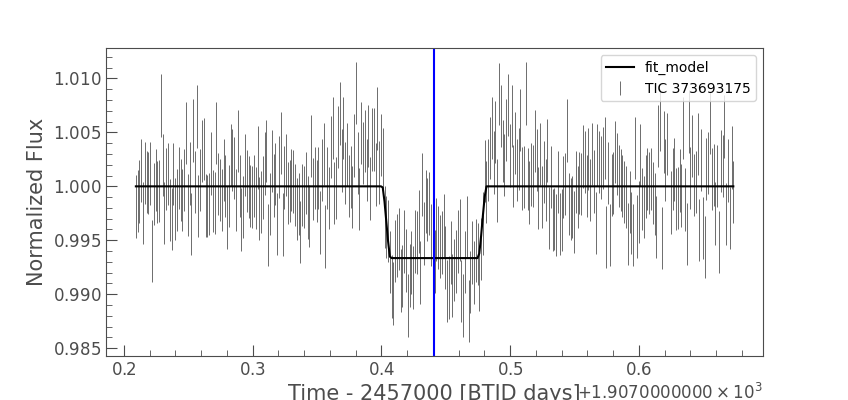 fit_model
TIC 373693175
Normalized Flux
1.010
1.005
1.000
0.995
0.990
0.985
0.2
0.3
0.4
0.5
0.6
Time - 2457000 [BTJD days]
+1.9070000000 × 10³